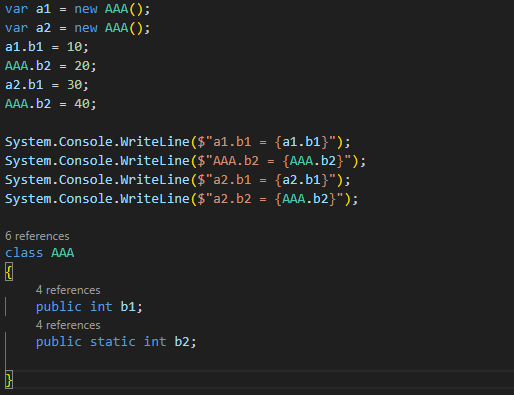 var a1 = new AAA();
var a2 = new AAA();
a1.b1 = 10;
AAA.b2 = 20;
a2.b1 = 30;
AAA.b2 = 40;
System.Console.WriteLine($"a1.b1 = {a1.b1}");
System.Console.WriteLine($"AAA.b2 = {AAA.b2}");
System.Console.WriteLine($"a2.b1 = {a2.b1}");
System.Console.WriteLine($"a2.b2 = {AAA.b2}");
6 references
class AAA
{
4 references
public int b1;
4 references
public static int b2;
}